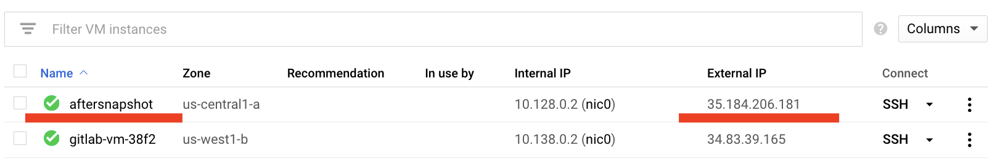 Filter VM instances
Columns
Name Zone Recommendation In use by Internal IP External IP Connect
aftersnapshot us-central1-a 10.128.0.2 (nic0) 35.184.206.181 SSH
gitlab-vm-38f2 us-west1-b 10.138.0.2 (nic0) 34.83.39.165 SSH